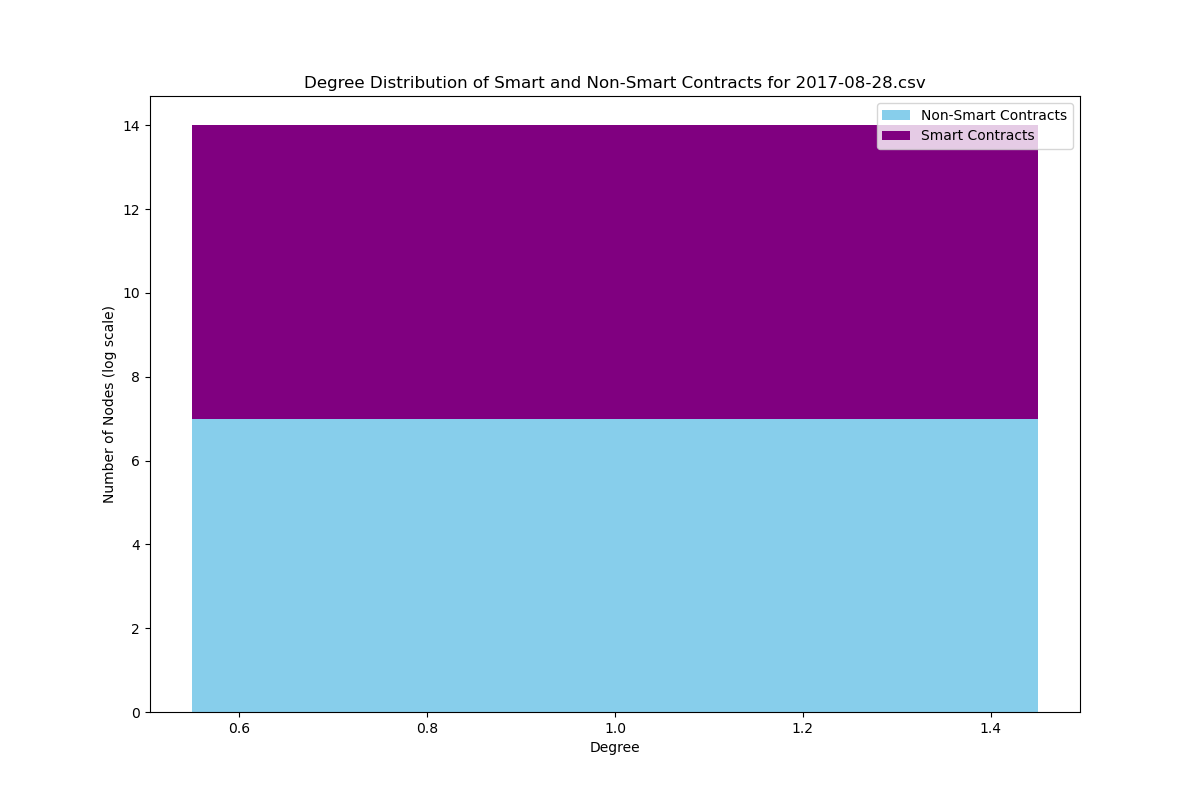 Degree Distribution of Smart and Non-Smart Contracts for 2017-08-28.csv
Non-Smart Contracts
Smart Contracts
14
12
10
8
6
4
2
0
Number of Nodes (log scale)
0.6 0.8 1.0 1.2 1.4
Degree